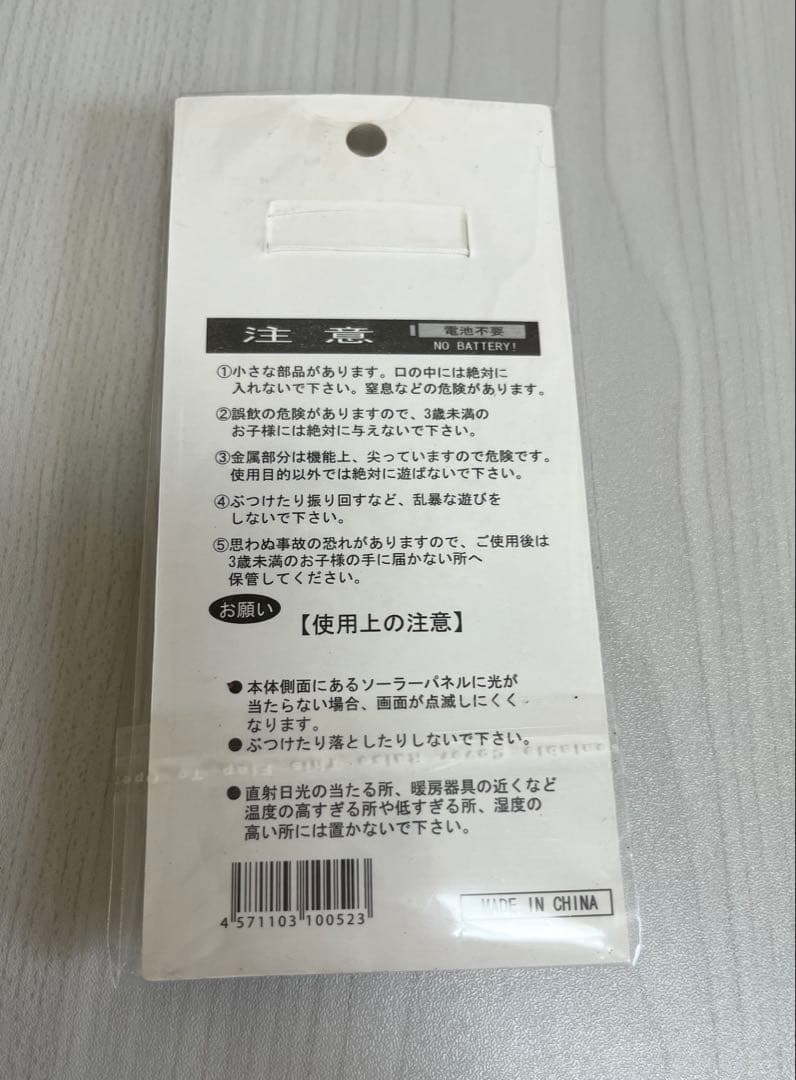 注 意
電池不要
NO BATTERY!
①小さな部品があります。口の中には絶対に
入れないで下さい。窒息などの危険があります。
②誤飲の危険がありますので、3歳未満の
お子様には絶対に与えないで下さい。
③金属部分は機能上、尖っていますので危険です。
使用目的以外では絶対に遊ばないで下さい。
④ぶつけたり振り回すなど、乱暴な遊びを
しないで下さい。
⑤思わぬ事故の恐れがありますので、ご使用後は
3歳未満のお子様の手に届かない所へ
保管してください。
お願い
【使用上の注意】
●本体側面にあるソーラーパネルに光が
当たらない場合、画面が点滅しにくく
なります。
●ぶつけたり落としたりしないで下さい。
●直射日光の当たる所、暖房器具の近くなど
温度の高すぎる所や低すぎる所、湿度の
高い所には置かないで下さい。
4 571103 100523
MADE IN CHINA